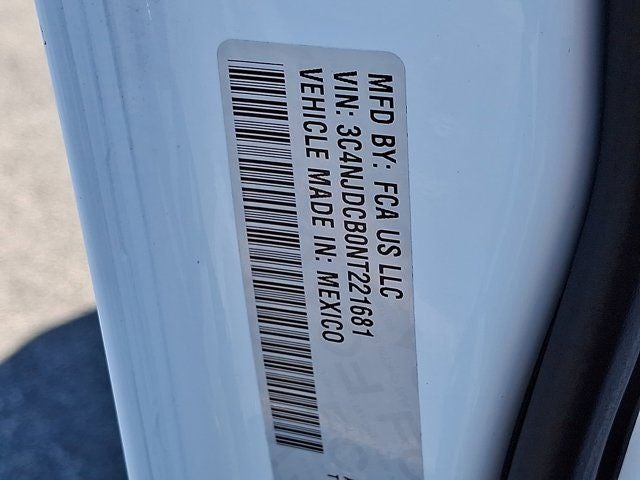 MFD BY: FCA US LLC
VIN: 3C4NJDCB0NT221681
VEHICLE MADE IN: MEXICO